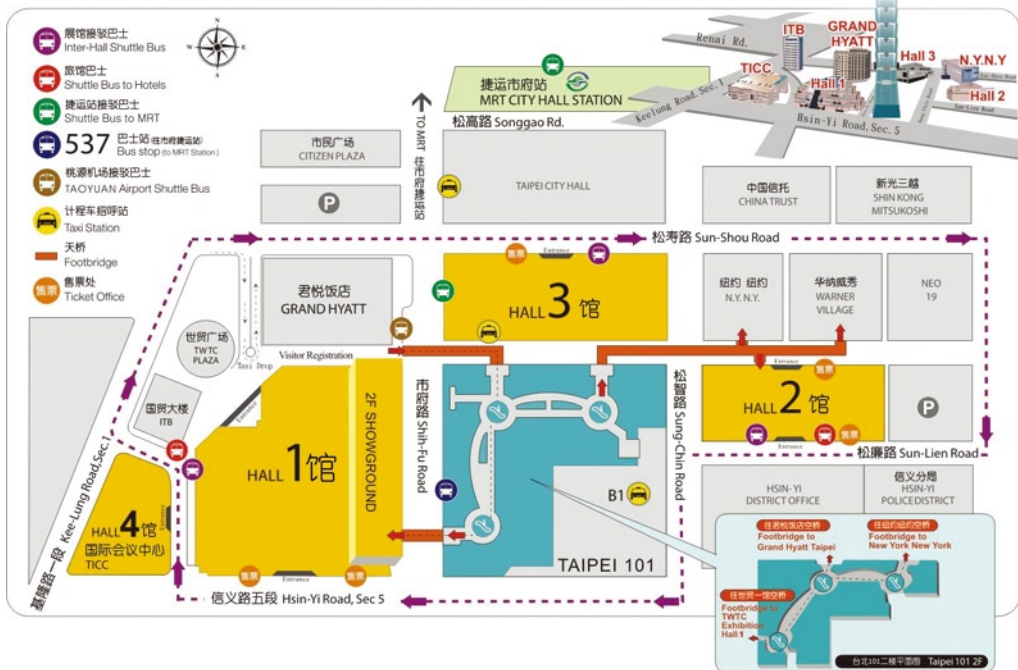 展馆接驳巴士
Inter-Hall Shuttle Bus
旅馆巴士
Shuttle Bus to Hotels
捷运站接驳巴士
Shuttle Bus to MRT
537 巴士站(往市府捷运站)
Bus stop (to MRT Station)
桃源机场接驳巴士
TAOYUAN Airport Shuttle Bus
计程车招呼站
Taxi Station
天桥
Footbridge
售票
售票处
Ticket Office
N
W
E
S
捷运市府站
MRT CITY HALL STATION
松高路 Songgao Rd.
TO MRT 往市府捷运站
Renai Rd.
ITB
GRAND
HYATT
TICC
Hall 1
Hall 3
N.Y.NY
Hall 2
Keelung Road,Sec.1
Hsin-Yi Road,Sec. 5
市民广场
CITIZEN PLAZA
P
TAIPEI CITY HALL
中国信托
CHINA TRUST
新光三越
SHIN KONG
MITSUKOSHI
松寿路 Sun-Shou Road
君悦饭店
GRAND HYATT
世贸广场
TWTC
PLAZA
Taxi Drop
Visitor Registration
国贸大楼
ITB
售票
Entrance
HALL 3 馆
纽约 纽约
N.Y. N.Y.
华纳威秀
WARNER
VILLAGE
NEO
19
Entrance
售票
HALL 2 馆
Entrance
售票
P
松廉路 Sun-Lien Road
Entrance
HALL 1 馆
2F SHOWGROUND
市府路 Shih-Fu Road
松智路 Sung-Chin Road
B1
TAIPEI 101
HSIN-YI
DISTRICT OFFICE
信义分局
HSIN-YI
POLICE DISTRICT
HALL 4 馆
国际会议中心
TICC
Entrance
售票
Entrance
售票
基隆路一段 Kee-Lung Road,Sec.1
信义路五段 Hsin-Yi Road, Sec 5
往君悦饭店空桥
Footbridge to
Grand Hyatt Taipei
往纽约纽约空桥
Footbridge to
New York New York
往世贸一馆空桥
Footbridge to
TWTC
Exhibition
Hall 1
台北101二楼平面图 Taipei 101 2F